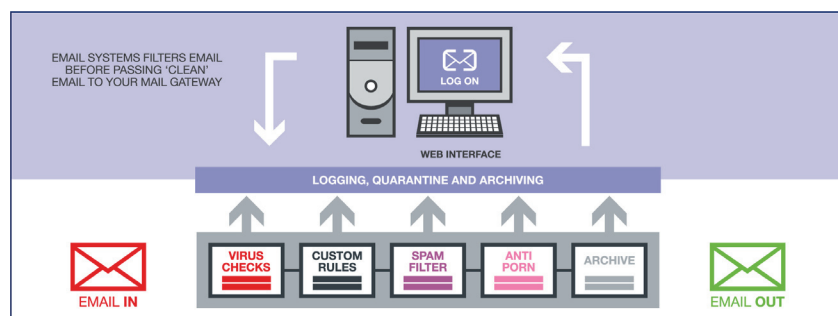 EMAIL SYSTEMS FILTERS EMAIL
BEFORE PASSING ‘CLEAN’
EMAIL TO YOUR MAIL GATEWAY
LOG ON
WEB INTERFACE
LOGGING, QUARANTINE AND ARCHIVING
VIRUS
CHECKS
CUSTOM
RULES
SPAM
FILTER
ANTI
PORN
ARCHIVE
EMAIL IN
EMAIL OUT